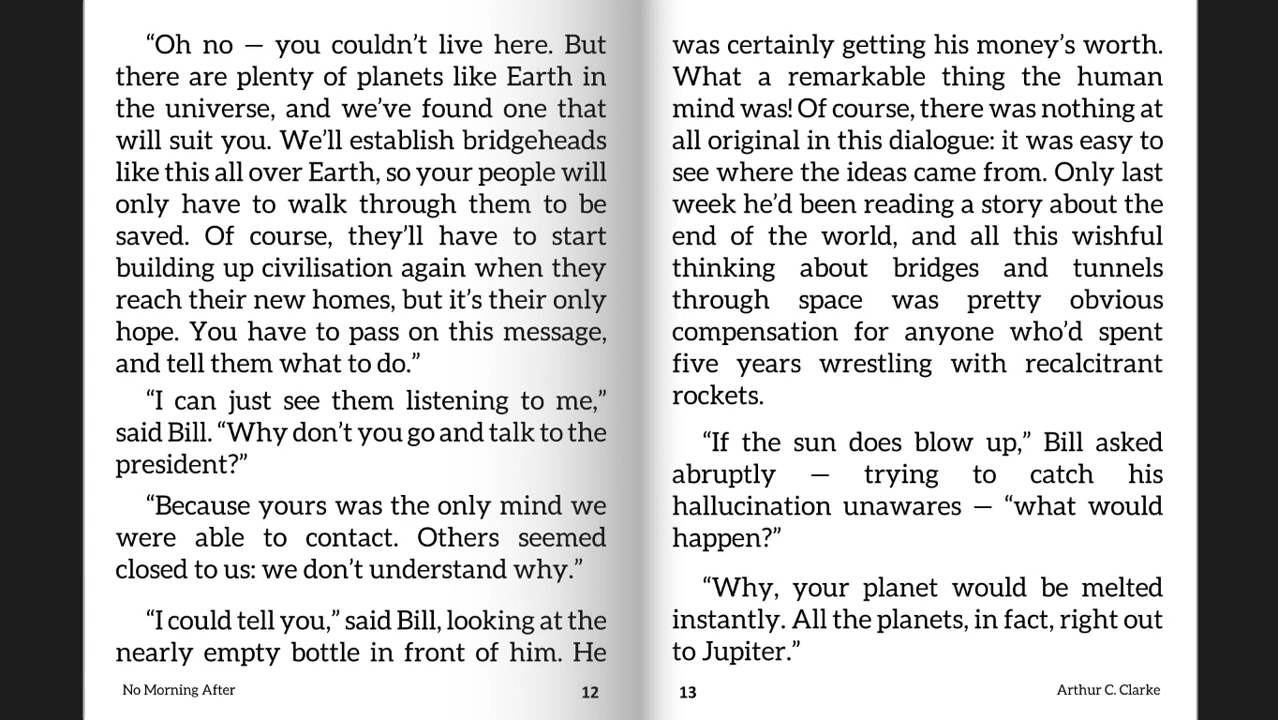 “Oh no — you couldn’t live here. But
there are plenty of planets like Earth in
the universe, and we’ve found one that
will suit you. We’ll establish bridgeheads
like this all over Earth, so your people will
only have to walk through them to be
saved. Of course, they’ll have to start
building up civilisation again when they
reach their new homes, but it’s their only
hope. You have to pass on this message,
and tell them what to do.”
“I can just see them listening to me,”
said Bill. “Why don’t you go and talk to the
president?”
“Because yours was the only mind we
were able to contact. Others seemed
closed to us: we don’t understand why.”
“I could tell you,” said Bill, looking at the
nearly empty bottle in front of him. He
No Morning After
12
was certainly getting his money’s worth.
What a remarkable thing the human
mind was! Of course, there was nothing at
all original in this dialogue: it was easy to
see where the ideas came from. Only last
week he’d been reading a story about the
end of the world, and all this wishful
thinking about bridges and tunnels
through space was pretty obvious
compensation for anyone who’d spent
five years wrestling with recalcitrant
rockets.
“If the sun does blow up,” Bill asked
abruptly — trying to catch his
hallucination unawares — “what would
happen?”
“Why, your planet would be melted
instantly. All the planets, in fact, right out
to Jupiter.”
13
Arthur C. Clarke